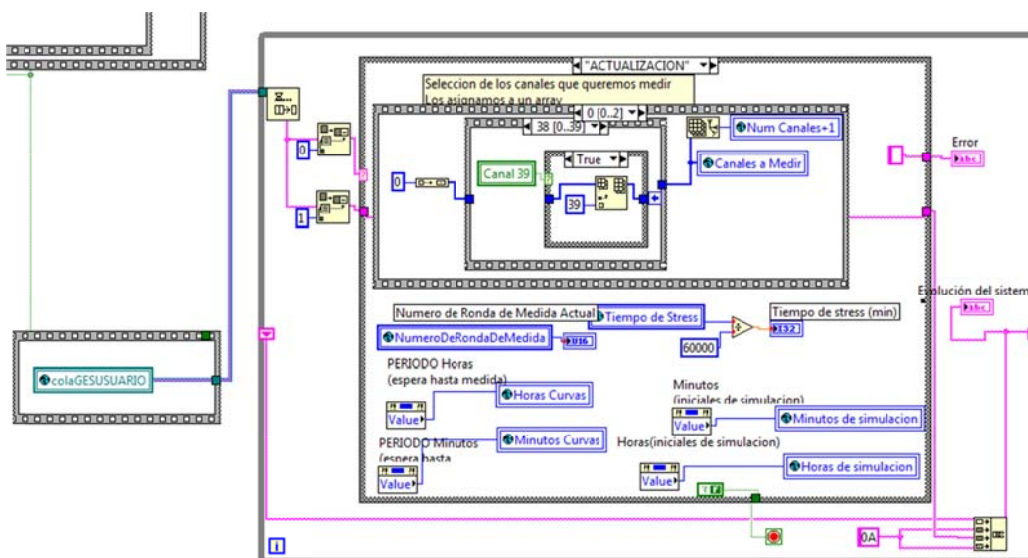 "ACTUALIZACION"
Seleccion de los canales que queremos medir
Los asignamos a un array
0 [0..2]
38 [0..39]
Num Canales+1
True
Canales a Medir
Error
abc
Canal 39
0
0
39
1
Evolución del sistem
abc
Numero de Ronda de Medida Actual
Tiempo de Stress
Tiempo de stress (min)
I32
NumeroDeRondaDeMedida
U16
60000
colaGESUSUARIO
PERIODO Horas
(espera hasta medida)
Horas Curvas
Value
Minutos
(iniciales de simulacion)
Minutos de simulacion
Value
PERIODO Minutos
(espera hasta
Minutos Curvas
Value
Horas(iniciales de simulacion)
Horas de simulacion
Value
F
0A
i